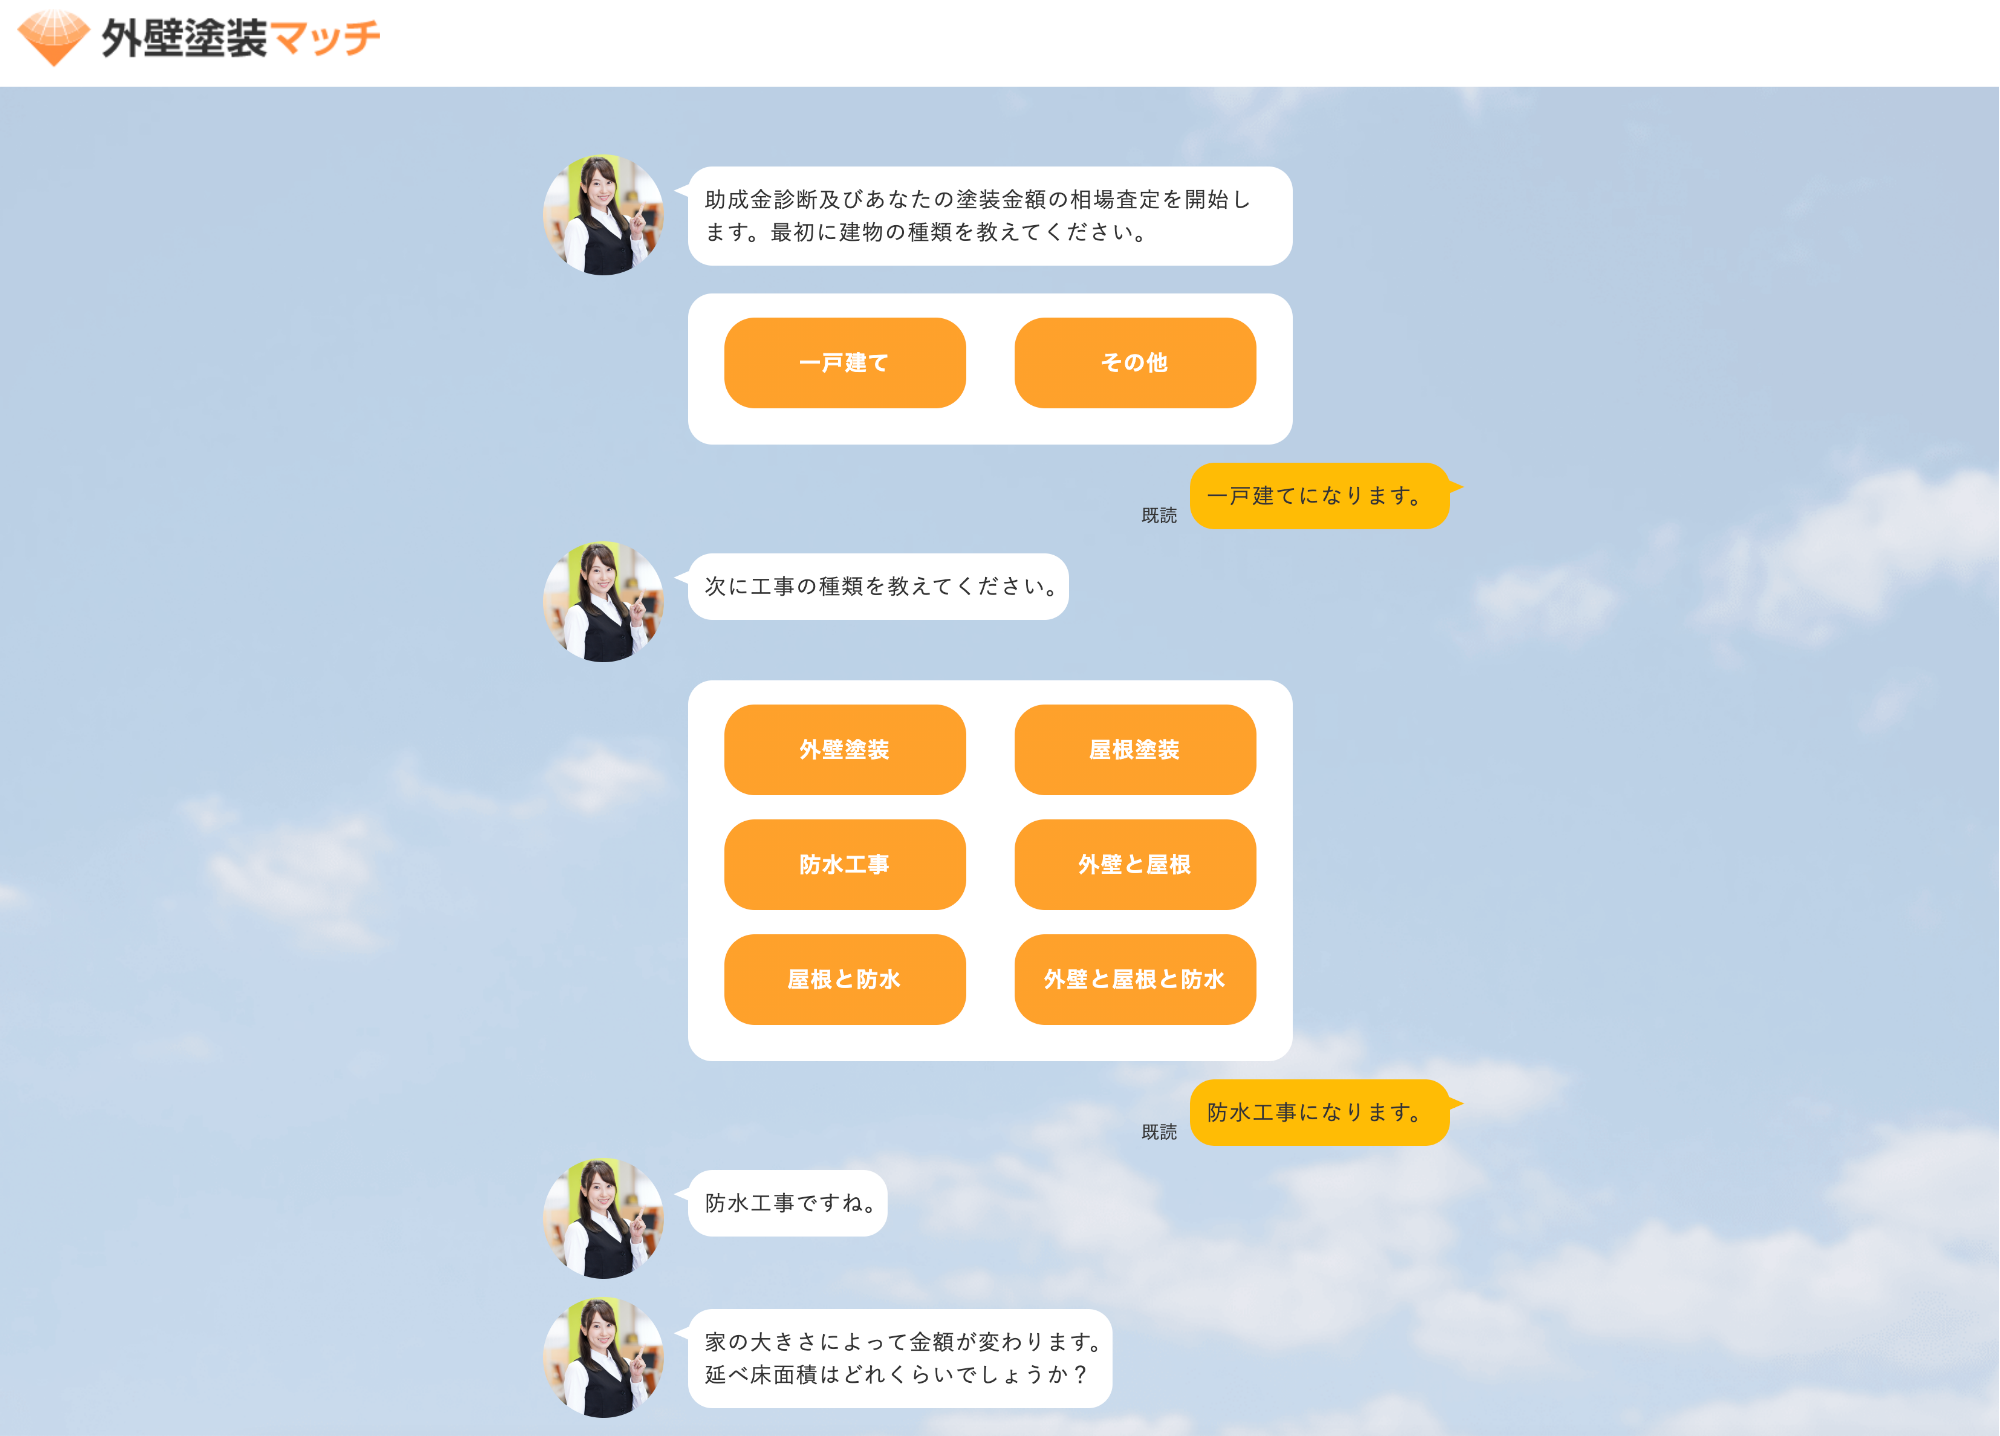 外壁塗装マッチ
助成金診断及びあなたの塗装金額の相場査定を開始し
ます。最初に建物の種類を教えてください。
一戸建て
その他
一戸建てになります。
既読
次に工事の種類を教えてください。
外壁塗装
屋根塗装
防水工事
外壁と屋根
屋根と防水
外壁と屋根と防水
防水工事になります。
既読
防水工事ですね。
家の大きさによって金額が変わります。
延べ床面積はどれくらいでしょうか？